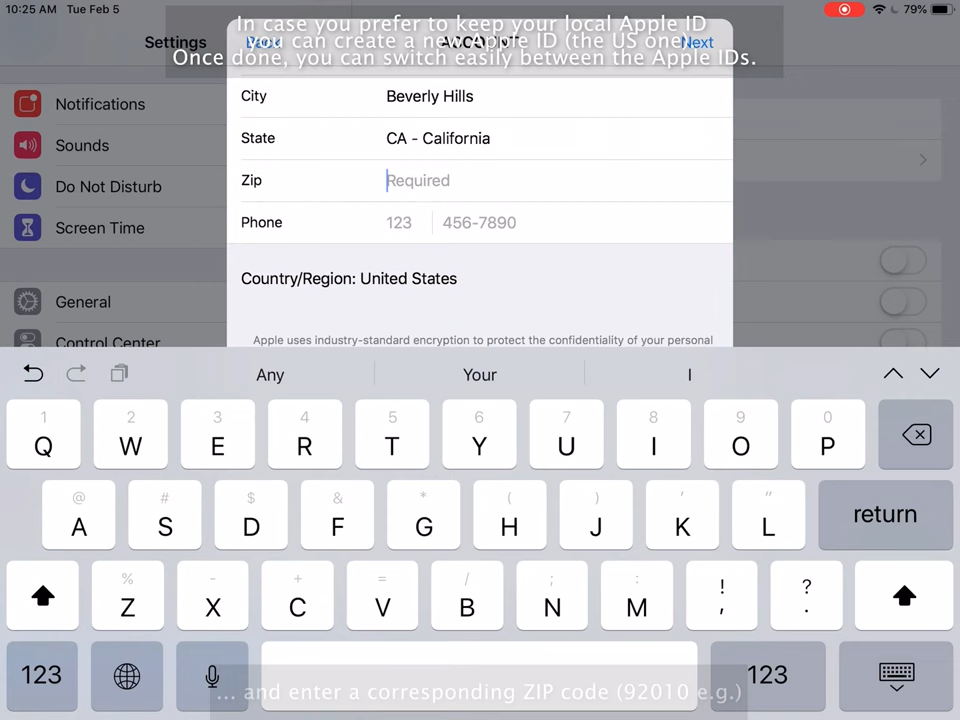 10:25 AM Tue Feb 5
79%
In case you prefer to keep your local Apple ID
you can create a new Apple ID (the US one).
Once done, you can switch easily between the Apple IDs.
Settings
Back
ACCOUNT
Next
Notifications
Sounds
Do Not Disturb
Screen Time
General
Control Center
City Beverly Hills
State CA - California
Zip Required
Phone 123 456-7890
Country/Region: United States
Apple uses industry-standard encryption to protect the confidentiality of your personal
Any Your I
1 2 3 4 5 6 7 8 9 0
Q W E R T Y U I O P
@ # $ & * ( ) ' "
A S D F G H J K L return
% - + = / ; : ! ?
Z X C V B N M , .
123 123
... and enter a corresponding ZIP code (92010 e.g.)